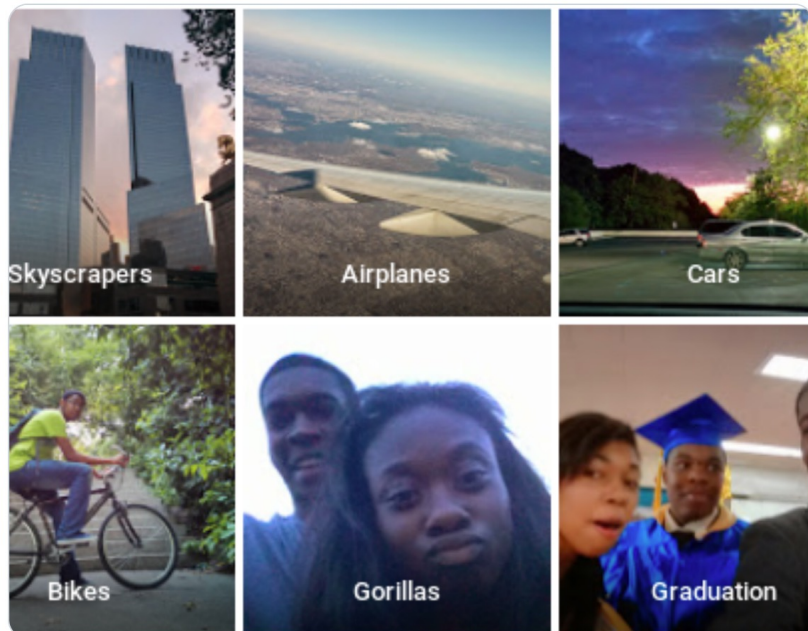 Skyscrapers
Airplanes
Cars
Bikes
Gorillas
Graduation